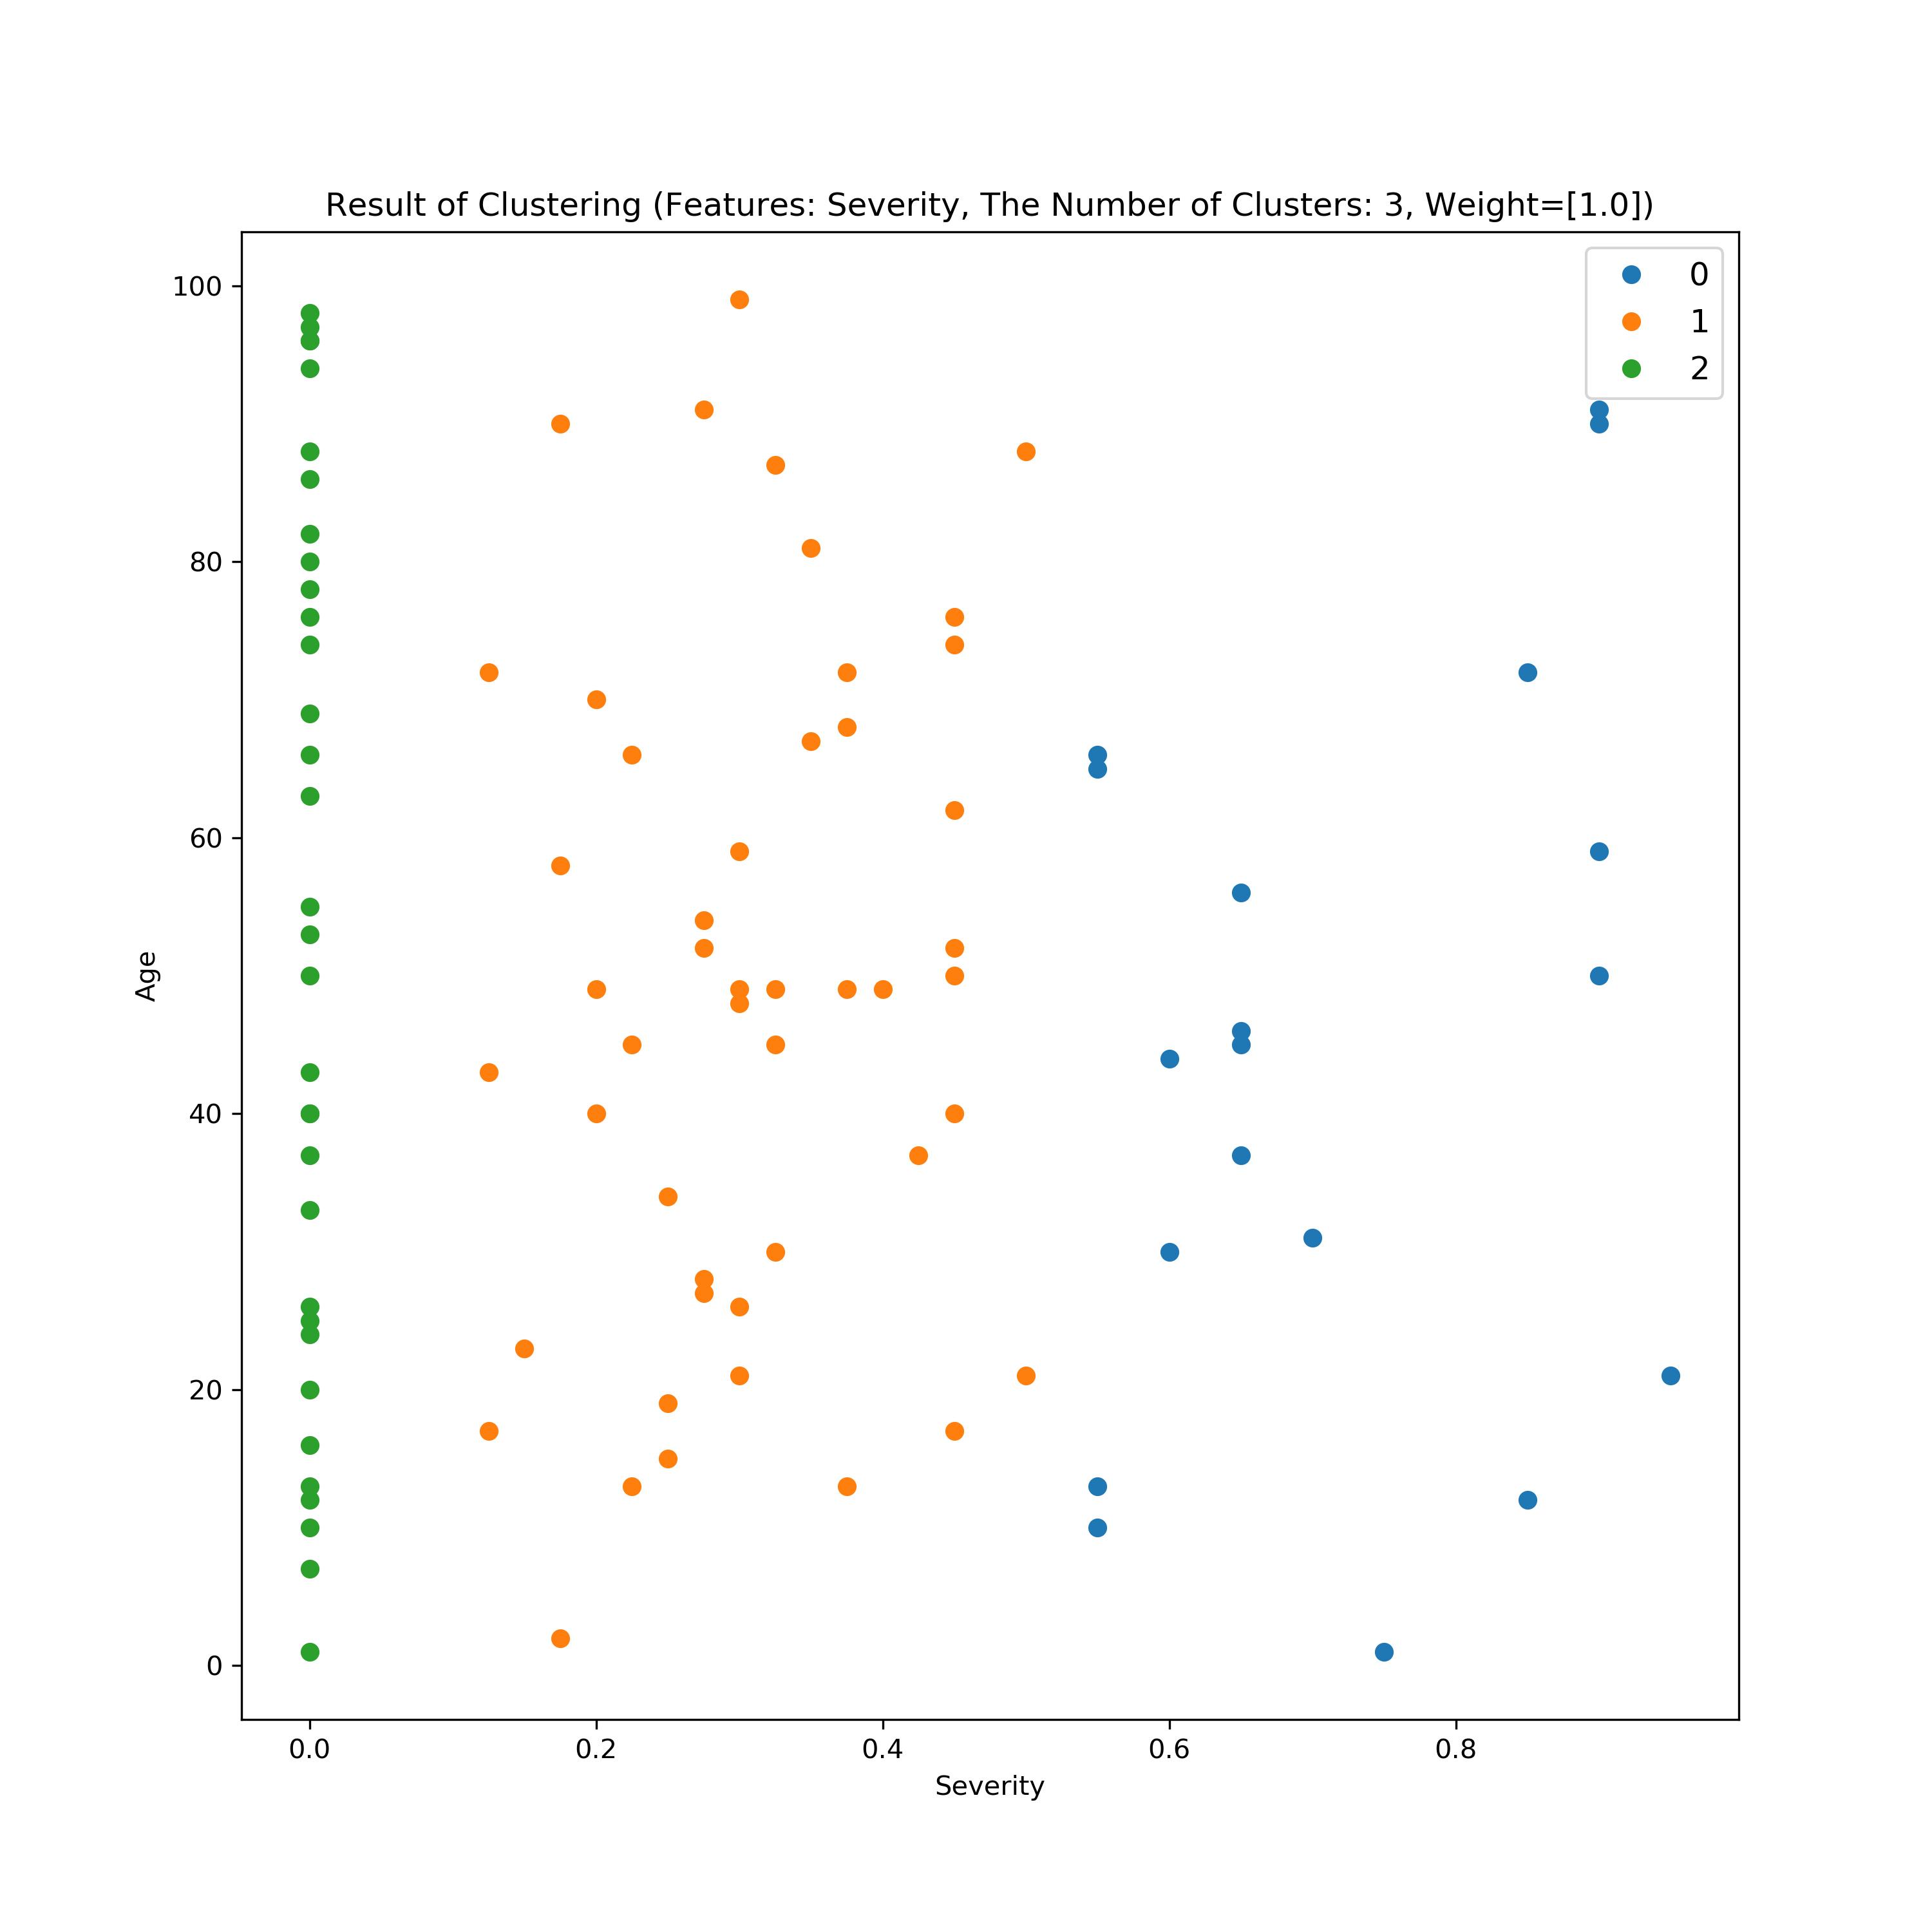 Result of Clustering (Features: Severity, The Number of Clusters: 3, Weight=[1.0])
0
1
2
100
80
60
40
20
0
Age
0.0 0.2 0.4 0.6 0.8
Severity